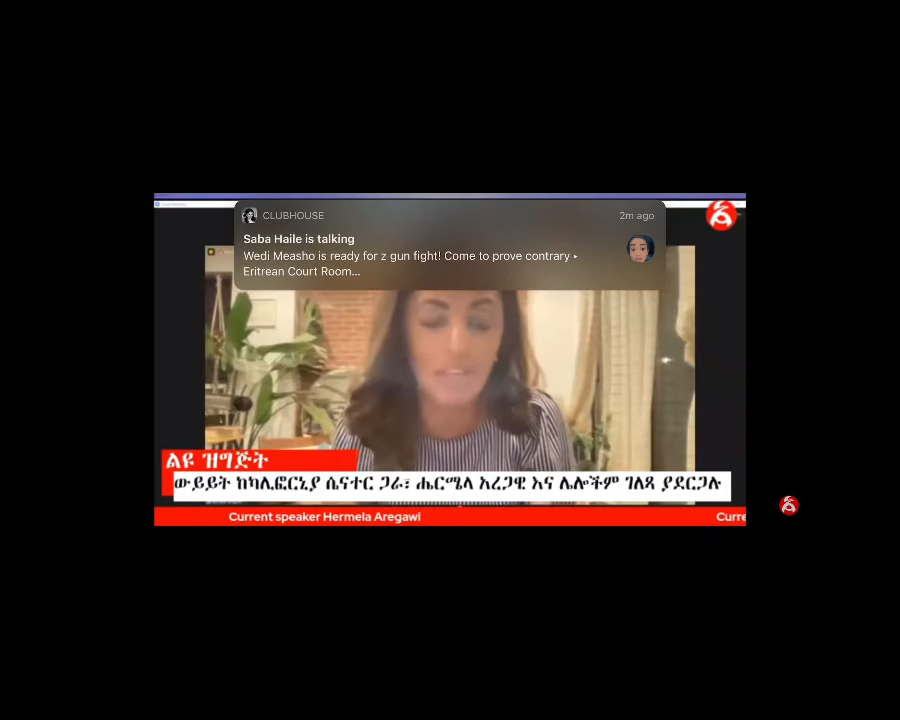 CLUBHOUSE
2m ago
Saba Haile is talking
Wedi Measho is ready for z gun fight! Come to prove contrary ▸
Eritrean Court Room...
ልዩ ዝግጅት
ውይይት ከካሊፎርኒያ ሴናተር ጋራ፣ ሔርሜላ አረጋዊ እና ሌሎችም ገለጻ ያደርጋሉ
Current speaker Hermela Aregawi
Curre